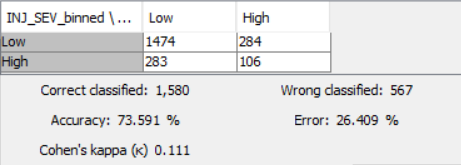 INJ_SEV_binned \ ... Low High
Low 1474 284
High 283 106
Correct classified: 1,580 Wrong classified: 567
Accuracy: 73.591 % Error: 26.409 %
Cohen's kappa (κ) 0.111